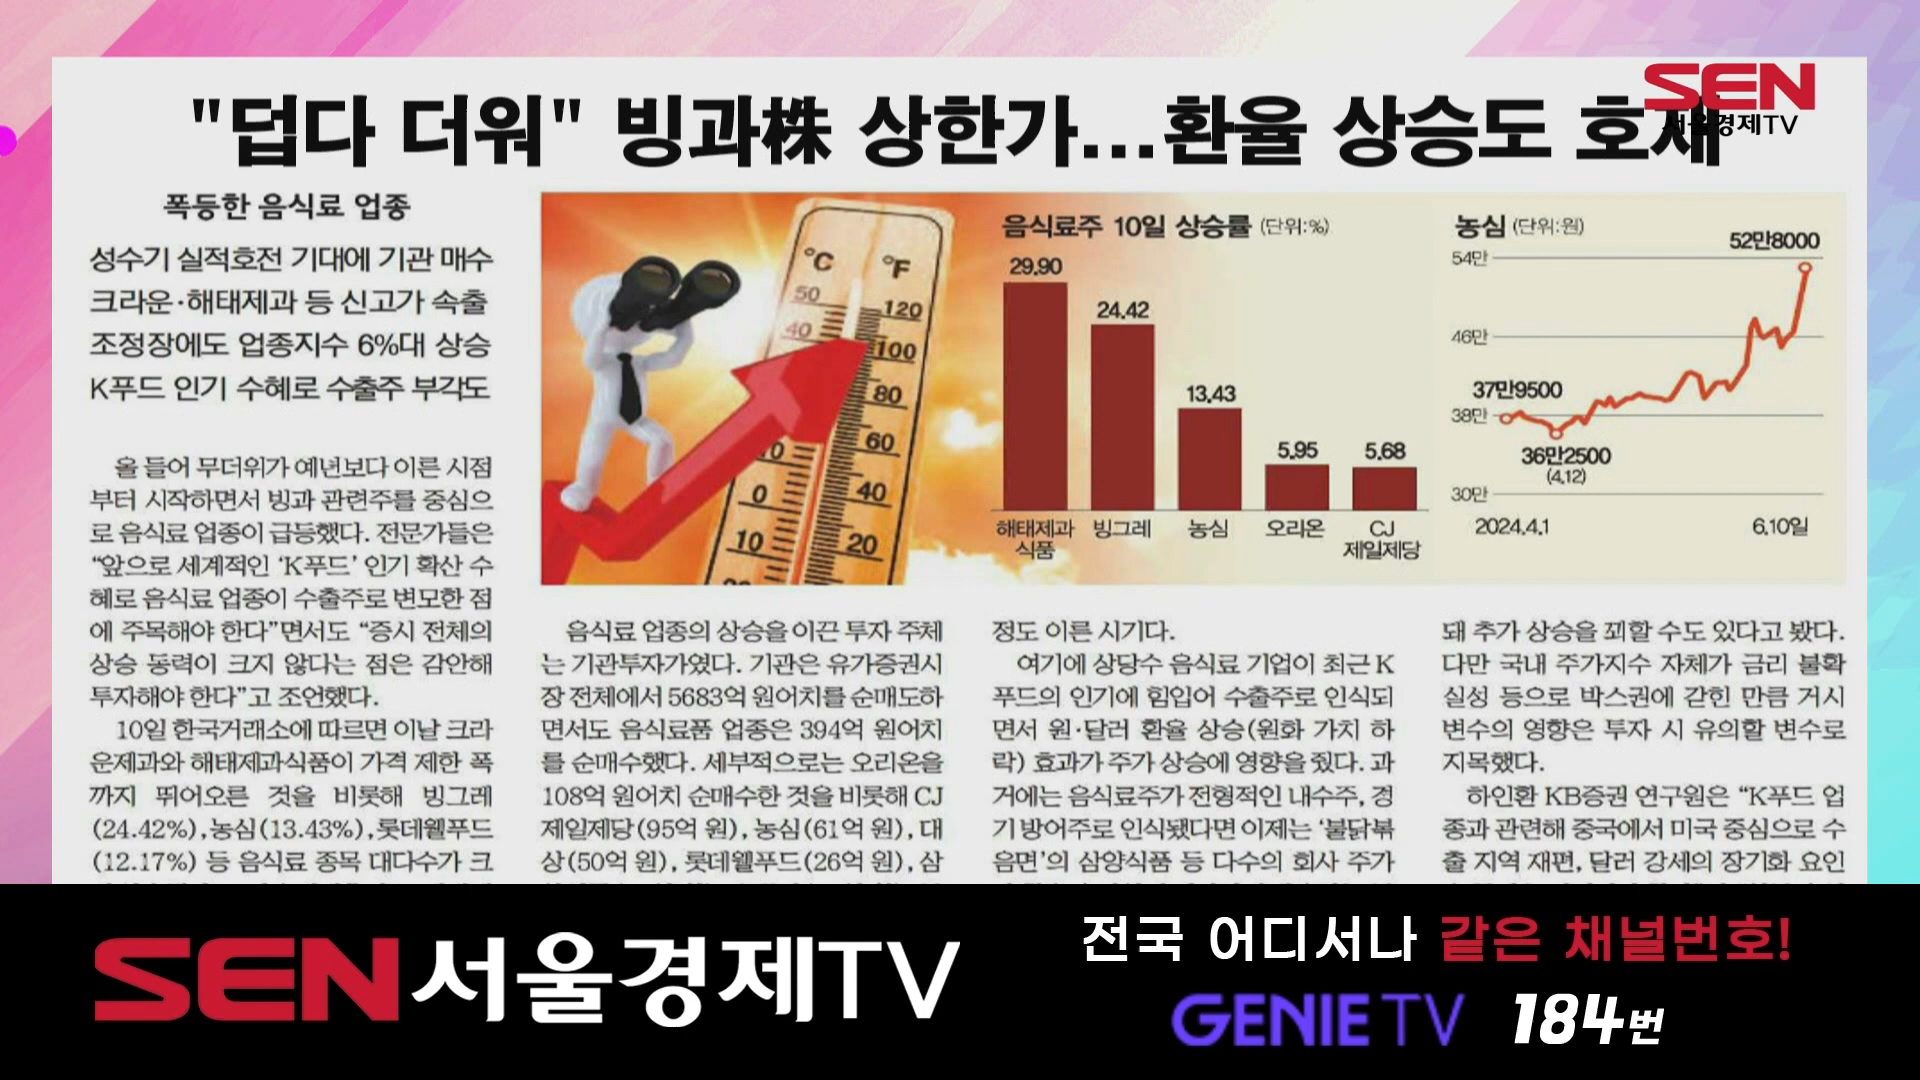 "덥다 더워" 빙과株 상한가…환율 상승도 호재
SEN
서울경제TV
폭등한 음식료 업종
성수기 실적호전 기대에 기관 매수
크라운·해태제과 등 신고가 속출
조정장에도 업종지수 6%대 상승
K푸드 인기 수혜로 수출주 부각도
올 들어 무더위가 예년보다 이른 시점
부터 시작하면서 빙과 관련주를 중심으
로 음식료 업종이 급등했다. 전문가들은
“앞으로 세계적인 ‘K푸드’ 인기 확산 수
혜로 음식료 업종이 수출주로 변모한 점
에 주목해야 한다”면서도 “증시 전체의
상승 동력이 크지 않다는 점은 감안해
투자해야 한다”고 조언했다.
10일 한국거래소에 따르면 이날 크라
운제과와 해태제과식품이 가격 제한 폭
까지 뛰어오른 것을 비롯해 빙그레
(24.42%), 농심(13.43%), 롯데웰푸드
(12.17%) 등 음식료 종목 대다수가 크
°C °F
50
120
40
100
80
60
0
40
10
20
음식료주 10일 상승률 (단위:%)
29.90
24.42
13.43
5.95
5.68
해태제과
식품
빙그레
농심
오리온
CJ
제일제당
농심 (단위:원)
52만8000
54만
46만
37만9500
38만
36만2500
(4.12)
30만
2024.4.1
6.10일
음식료 업종의 상승을 이끈 투자 주체
는 기관투자가였다. 기관은 유가증권시
장 전체에서 5683억 원어치를 순매도하
면서도 음식료품 업종은 394억 원어치
를 순매수했다. 세부적으로는 오리온을
108억 원어치 순매수한 것을 비롯해 CJ
제일제당(95억 원), 농심(61억 원), 대
상(50억 원), 롯데웰푸드(26억 원), 삼
정도 이른 시기다.
여기에 상당수 음식료 기업이 최근 K
푸드의 인기에 힘입어 수출주로 인식되
면서 원·달러 환율 상승(원화 가치 하
락) 효과가 주가 상승에 영향을 줬다. 과
거에는 음식료주가 전형적인 내수주, 경
기 방어주로 인식됐다면 이제는 ‘불닭볶
음면’의 삼양식품 등 다수의 회사 주가
돼 추가 상승을 꾀할 수도 있다고 봤다.
다만 국내 주가지수 자체가 금리 불확
실성 등으로 박스권에 갇힌 만큼 거시
변수의 영향은 투자 시 유의할 변수로
지목했다.
하인환 KB증권 연구원은 “K푸드 업
종과 관련해 중국에서 미국 중심으로 수
출 지역 재편, 달러 강세의 장기화 요인
SEN서울경제TV
전국 어디서나 같은 채널번호!
GENIE TV 184번